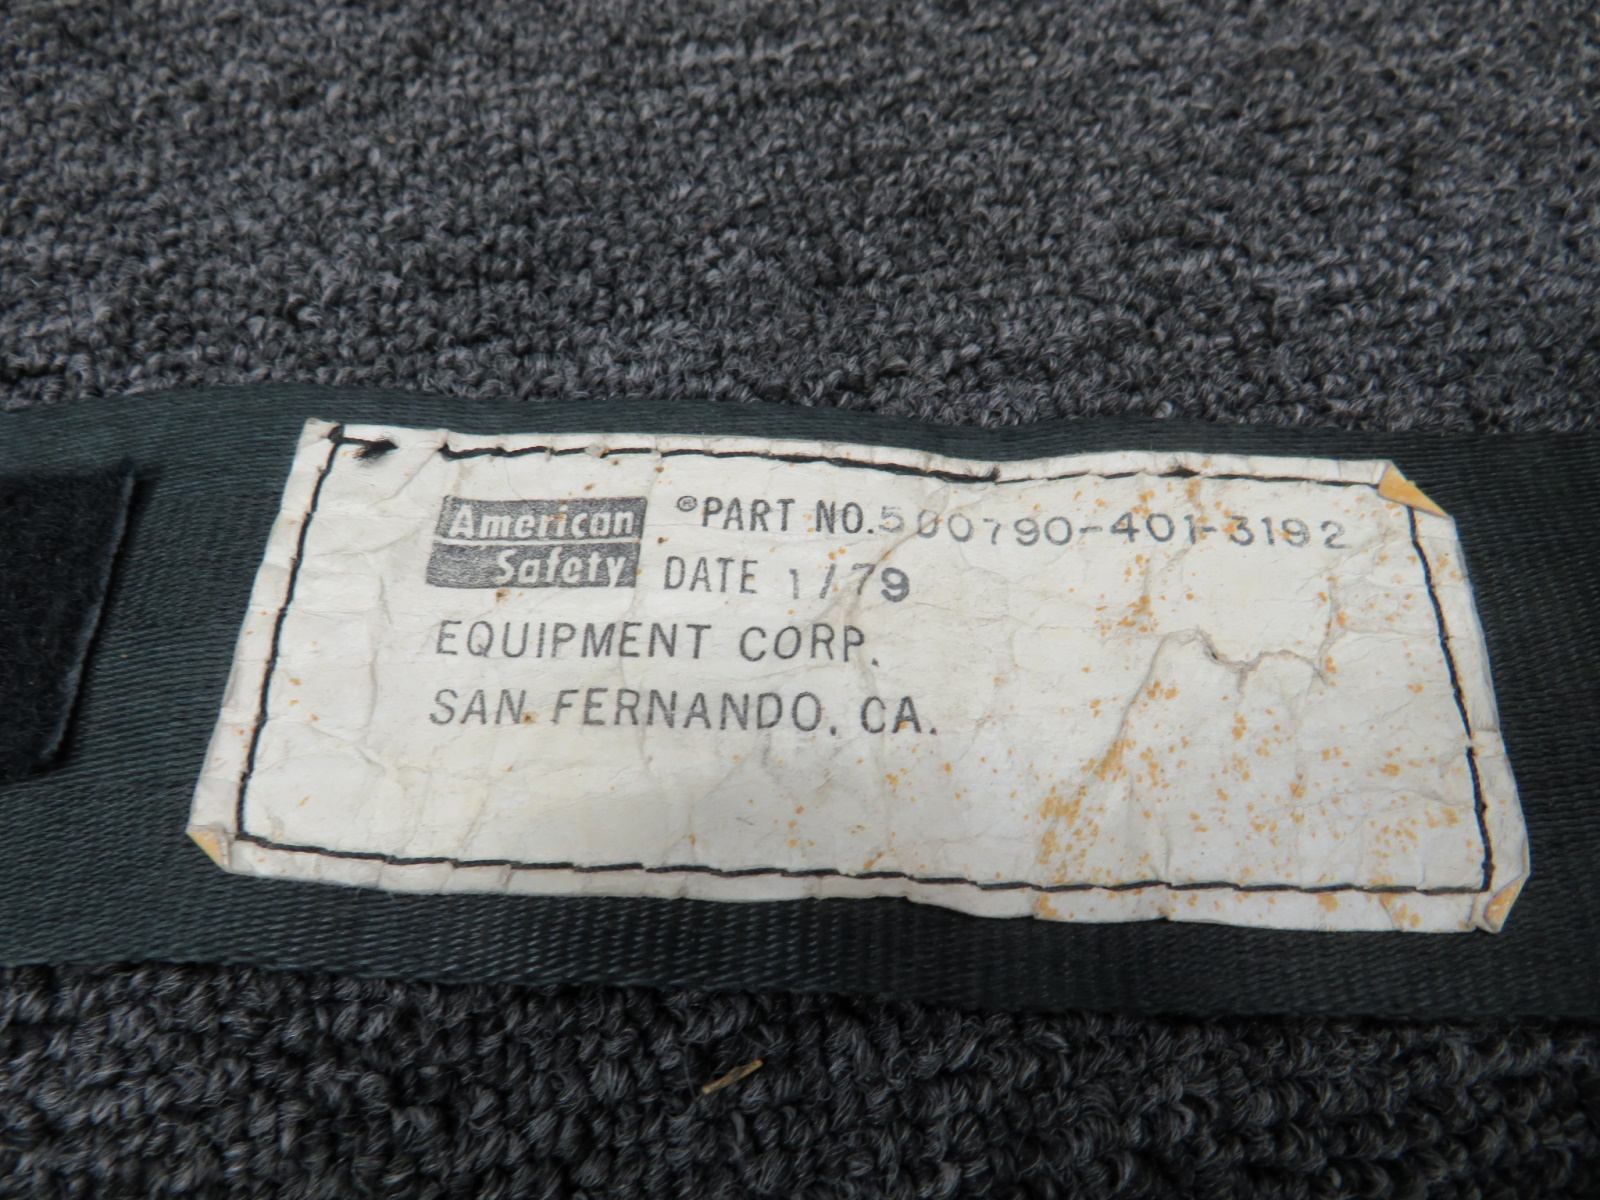 American ®PART NO.500790-401-3192
Safety DATE 1/79
EQUIPMENT CORP.
SAN FERNANDO, CA.